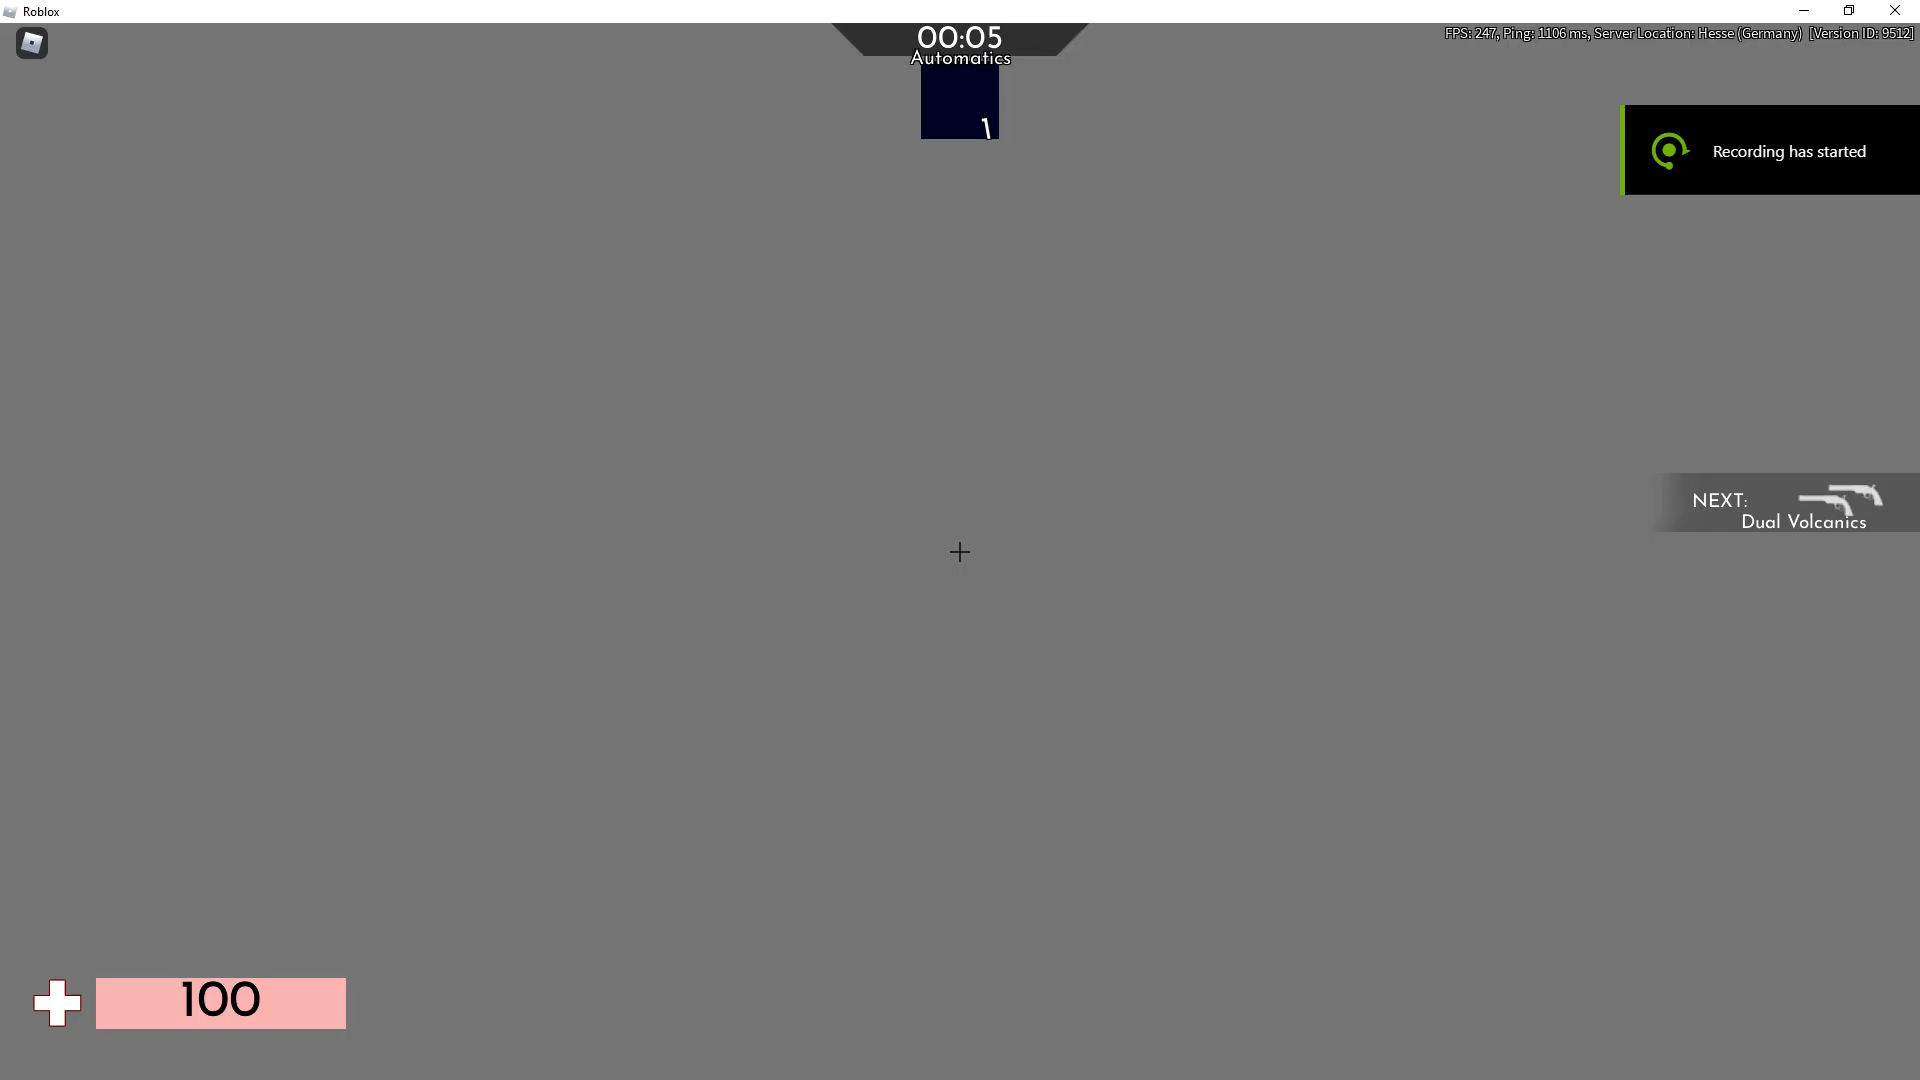 Roblox
00:05
Automatics
1
FPS: 247, Ping: 1106 ms, Server Location: Hesse (Germany) [Version ID: 9512]
Recording has started
NEXT:
Dual Volcanics
100